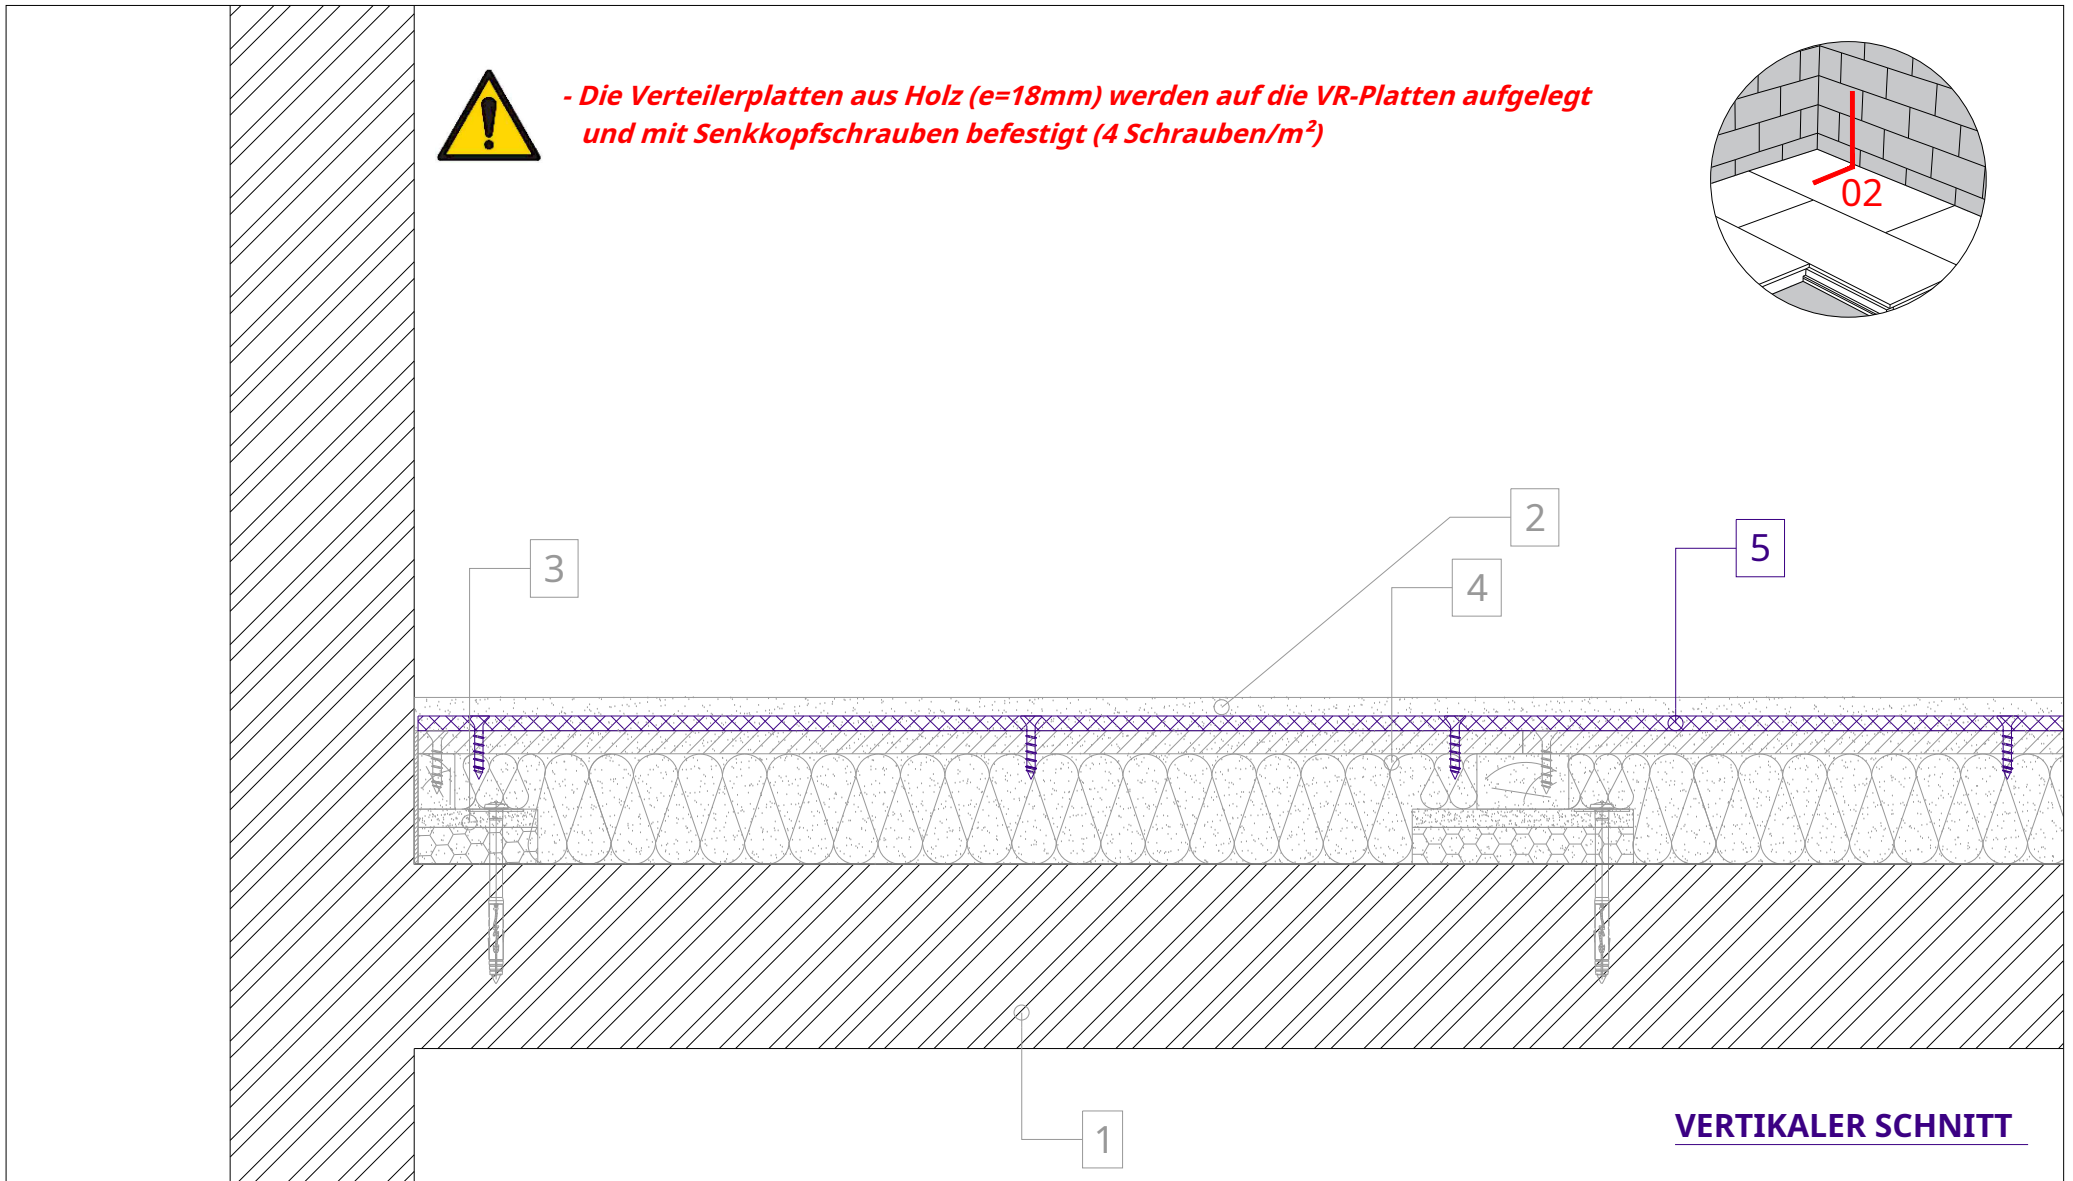 - Die Verteilerplatten aus Holz (e=18mm) werden auf die VR-Platten aufgelegt
und mit Senkkopfschrauben befestigt (4 Schrauben/m²)
02
2
5
3
4
1
VERTIKALER SCHNITT